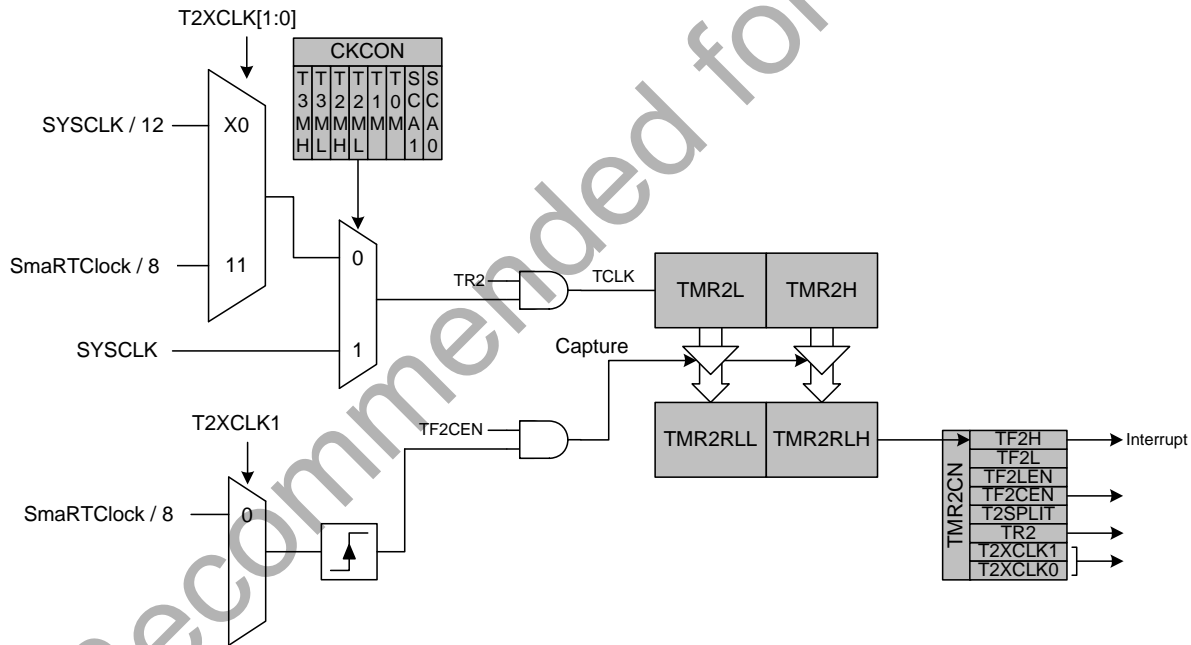 T2XCLK[1:0]
CKCON
T3MH T3ML T2MH T2ML T1M T0M SCA1 SCA0
SYSCLK / 12
X0
SmaRTClock / 8
11
0
SYSCLK
1
TR2
TCLK
TMR2L
TMR2H
Capture
T2XCLK1
TF2CEN
TMR2RLL
TMR2RLH
SmaRTClock / 8
0
TMR2CN
TF2H
Interrupt
TF2L
TF2LEN
TF2CEN
T2SPLIT
TR2
T2XCLK1
T2XCLK0
Recommended for